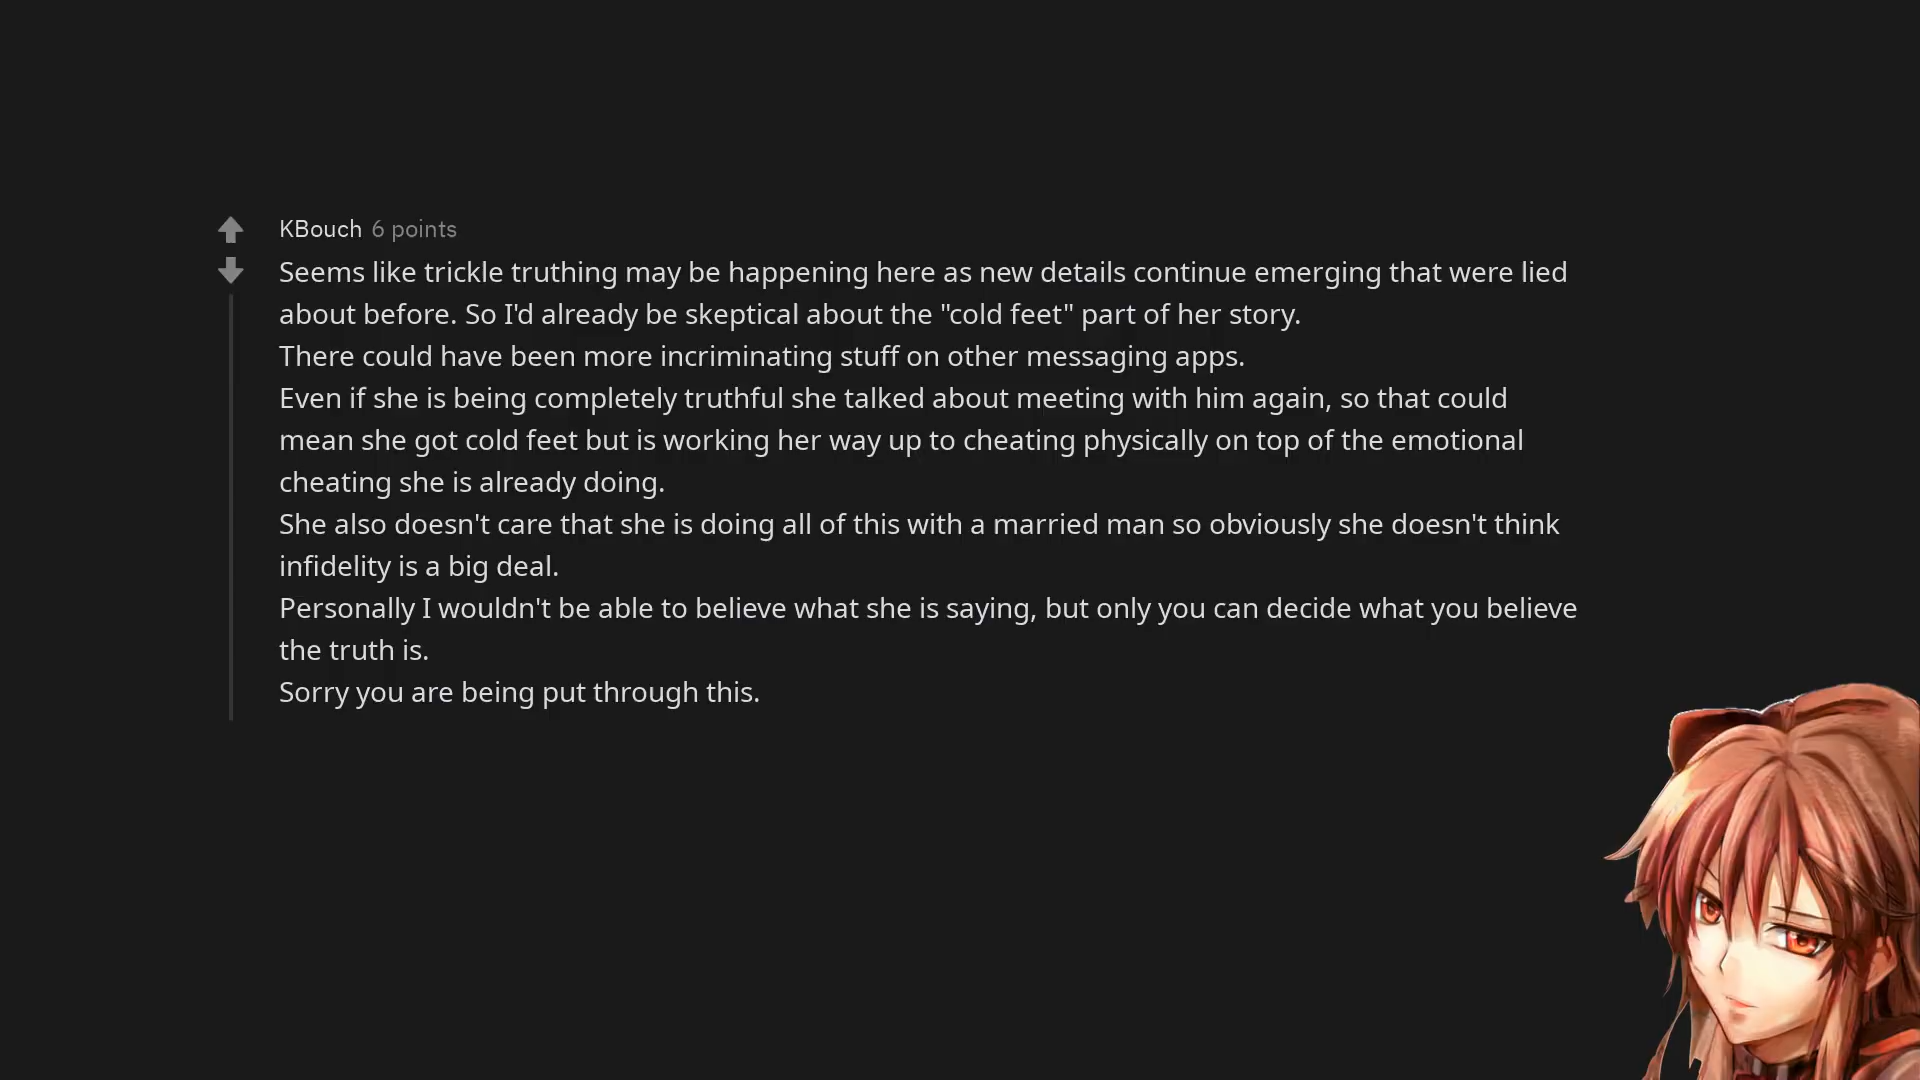 KBouch 6 points
Seems like trickle truthing may be happening here as new details continue emerging that were lied
about before. So I'd already be skeptical about the "cold feet" part of her story.
There could have been more incriminating stuff on other messaging apps.
Even if she is being completely truthful she talked about meeting with him again, so that could
mean she got cold feet but is working her way up to cheating physically on top of the emotional
cheating she is already doing.
She also doesn't care that she is doing all of this with a married man so obviously she doesn't think
infidelity is a big deal.
Personally I wouldn't be able to believe what she is saying, but only you can decide what you believe
the truth is.
Sorry you are being put through this.